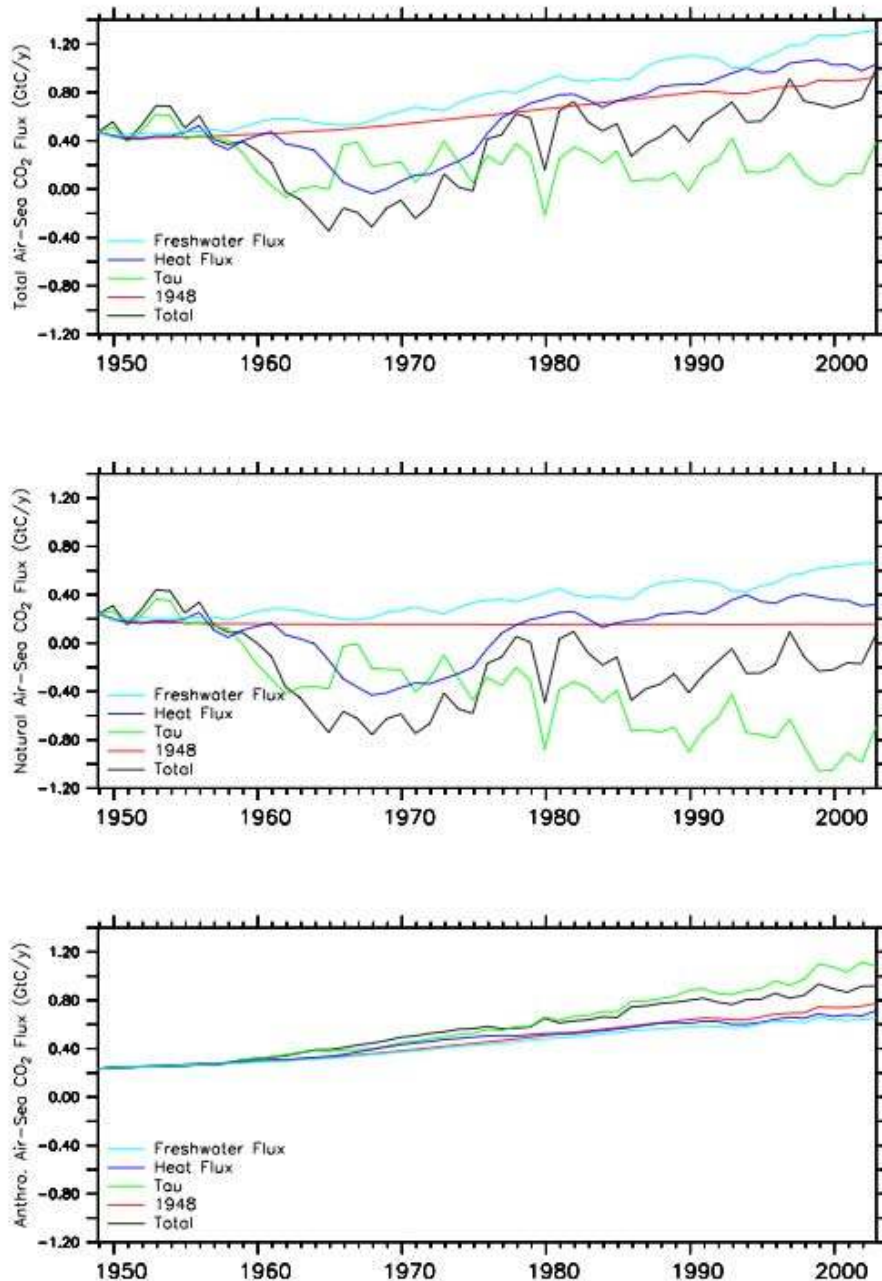 Total Air-Sea CO2 Flux (GtC/y)
1.20
0.80
0.40
0.00
-0.40
-0.80
-1.20
Freshwater Flux
Heat Flux
Tau
1948
Total
1950 1960 1970 1980 1990 2000
Natural Air-Sea CO2 Flux (GtC/y)
1.20
0.80
0.40
0.00
-0.40
-0.80
-1.20
Freshwater Flux
Heat Flux
Tau
1948
Total
1950 1960 1970 1980 1990 2000
Anthro. Air-Sea CO2 Flux (GtC/y)
1.20
0.80
0.40
0.00
-0.40
-0.80
-1.20
Freshwater Flux
Heat Flux
Tau
1948
Total
1950 1960 1970 1980 1990 2000